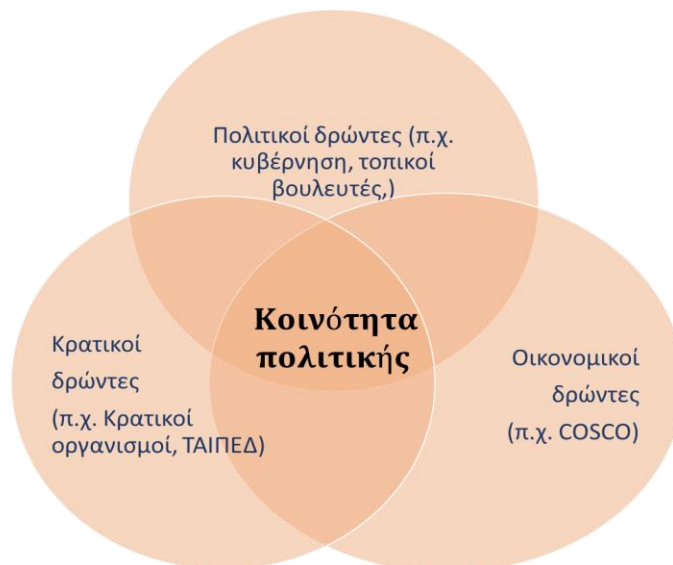 Πολιτικοί δρώντες (π.χ.
κυβέρνηση, τοπικοί
βουλευτές,)
Κοινότητα
πολιτικής
Κρατικοί
δρώντες
(π.χ. Κρατικοί
οργανισμοί, ΤΑΙΠΕΔ)
Οικονομικοί
δρώντες
(π.χ. COSCO)